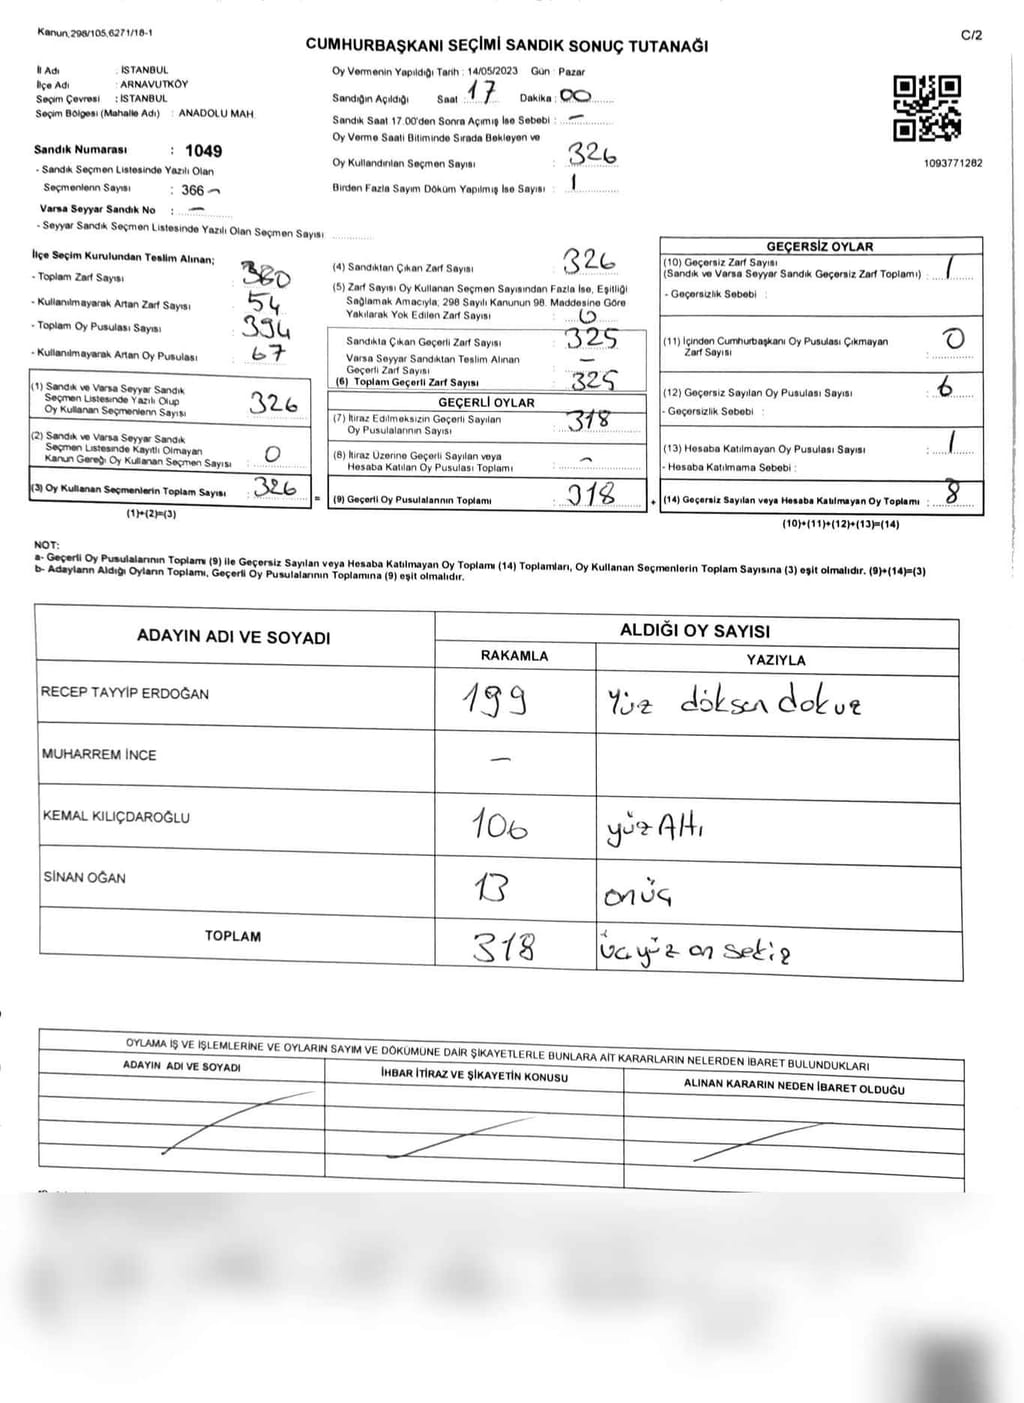 Kanun, 298/105, 6271/18-1
C/2
CUMHURBAŞKANI SEÇİMİ SANDIK SONUÇ TUTANAĞI
İl Adı : İSTANBUL
İlçe Adı : ARNAVUTKÖY
Seçim Çevresi : İSTANBUL
Seçim Bölgesi (Mahalle Adı) : ANADOLU MAH.
Sandık Numarası : 1049
- Sandık Seçmen Listesinde Yazılı Olan
Seçmenlerin Sayısı : 366
Varsa Seyyar Sandık No : -
- Seyyar Sandık Seçmen Listesinde Yazılı Olan Seçmen Sayısı
Oy Vermenin Yapıldığı Tarih : 14/05/2023 Gün : Pazar
Sandığın Açıldığı Saat 17 Dakika : 00
Sandık Saat 17.00'den Sonra Açımış İse Sebebi : -
Oy Verme Saati Bitiminde Sırada Bekleyen ve
Oy Kullandırılan Seçmen Sayısı : 326
Birden Fazla Sayım Döküm Yapılmış İse Sayısı : 1
1093771282
İlçe Seçim Kurulundan Teslim Alınan;
- Toplam Zarf Sayısı : 380
- Kullanılmayarak Artan Zarf Sayısı : 54
- Toplam Oy Pusulası Sayısı : 394
- Kullanılmayarak Artan Oy Pusulası : 67
(1) Sandık ve Varsa Seyyar Sandık
Seçmen Listesinde Yazılı Olup
Oy Kullanan Seçmenlerin Sayısı : 326
(2) Sandık ve Varsa Seyyar Sandık
Seçmen Listesinde Kayıtlı Olmayan
Kanun Gereği Oy Kullanan Seçmen Sayısı : 0
(3) Oy Kullanan Seçmenlerin Toplam Sayısı : 326
(1)+(2)=(3)
(4) Sandıktan Çıkan Zarf Sayısı : 326
(5) Zarf Sayısı Oy Kullanan Seçmen Sayısından Fazla İse, Eşitliği
Sağlamak Amacıyla, 298 Sayılı Kanunun 98. Maddesine Göre
Yakılarak Yok Edilen Zarf Sayısı : 0
Sandıkta Çıkan Geçerli Zarf Sayısı : 325
Varsa Seyyar Sandıktan Teslim Alınan
Geçerli Zarf Sayısı : -
(6) Toplam Geçerli Zarf Sayısı : 325
GEÇERLİ OYLAR
(7) İtiraz Edilmeksizin Geçerli Sayılan
Oy Pusulalarının Sayısı : 318
(8) İtiraz Üzerine Geçerli Sayılan veya
Hesaba Katılan Oy Pusulası Toplamı : -
= (9) Geçerli Oy Pusulalarının Toplamı : 318
GEÇERSİZ OYLAR
(10) Geçersiz Zarf Sayısı
(Sandık ve Varsa Seyyar Sandık Geçersiz Zarf Toplamı) : 1
- Geçersizlik Sebebi :
(11) İçinden Cumhurbaşkanı Oy Pusulası Çıkmayan
Zarf Sayısı : 0
(12) Geçersiz Sayılan Oy Pusulası Sayısı : 6
- Geçersizlik Sebebi :
(13) Hesaba Katılmayan Oy Pusulası Sayısı : 1
- Hesaba Katılmama Sebebi :
+ (14) Geçersiz Sayılan veya Hesaba Katılmayan Oy Toplamı : 8
(10)+(11)+(12)+(13)=(14)
NOT:
a- Geçerli Oy Pusulalarının Toplamı (9) ile Geçersiz Sayılan veya Hesaba Katılmayan Oy Toplamı (14) Toplamları, Oy Kullanan Seçmenlerin Toplam Sayısına (3) eşit olmalıdır. (9)+(14)=(3)
b- Adayların Aldığı Oyların Toplamı, Geçerli Oy Pusulalarının Toplamına (9) eşit olmalıdır.
ADAYIN ADI VE SOYADI
ALDIĞI OY SAYISI
RAKAMLA YAZIYLA
RECEP TAYYİP ERDOĞAN 199 Yüz döksen dokuz
MUHARREM İNCE -
KEMAL KILIÇDAROĞLU 106 yüz Altı
SİNAN OĞAN 13 onüç
TOPLAM 318 üçyüz on sekiz
OYLAMA İŞ VE İŞLEMLERİNE VE OYLARIN SAYIM VE DÖKÜMÜNE DAİR ŞİKAYETLERLE BUNLARA AİT KARARLARIN NELERDEN İBARET BULUNDUKLARI
ADAYIN ADI VE SOYADI İHBAR İTİRAZ VE ŞİKAYETİN KONUSU ALINAN KARARIN NEDEN İBARET OLDUĞU